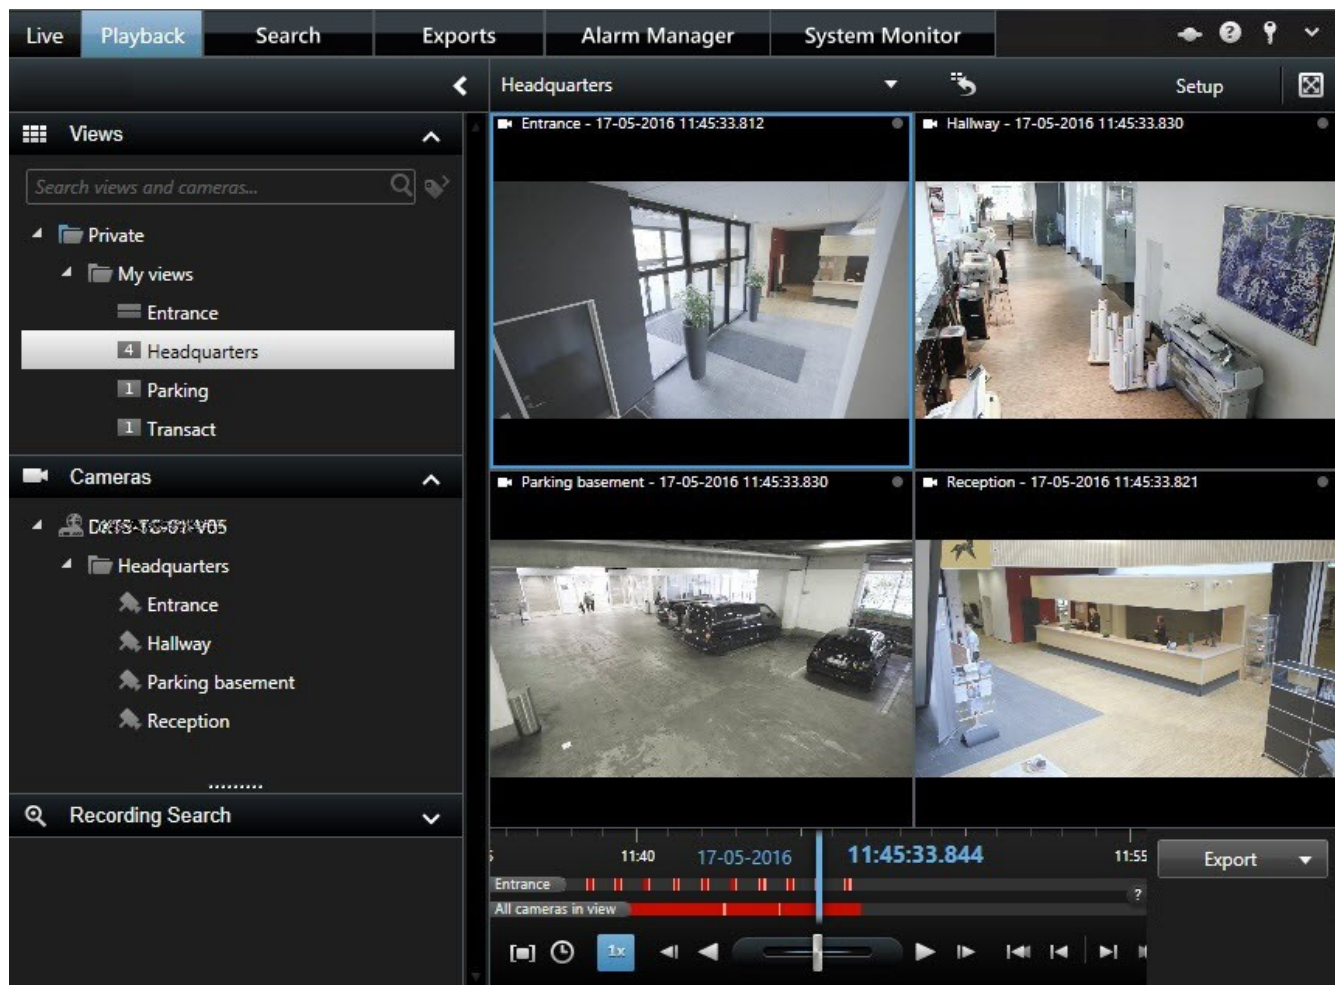 Live Playback Search Exports Alarm Manager System Monitor ?
Headquarters Setup
Views
Search views and cameras...
Private
My views
Entrance
4 Headquarters
1 Parking
1 Transact
Cameras
Headquarters
Entrance
Hallway
Parking basement
Reception
Recording Search
Entrance - 17-05-2016 11:45:33.812
Hallway - 17-05-2016 11:45:33.830
Parking basement - 17-05-2016 11:45:33.830
Reception - 17-05-2016 11:45:33.821
11:40 17-05-2016 11:45:33.844 11:55
Export
Entrance
?
All cameras in view
1x